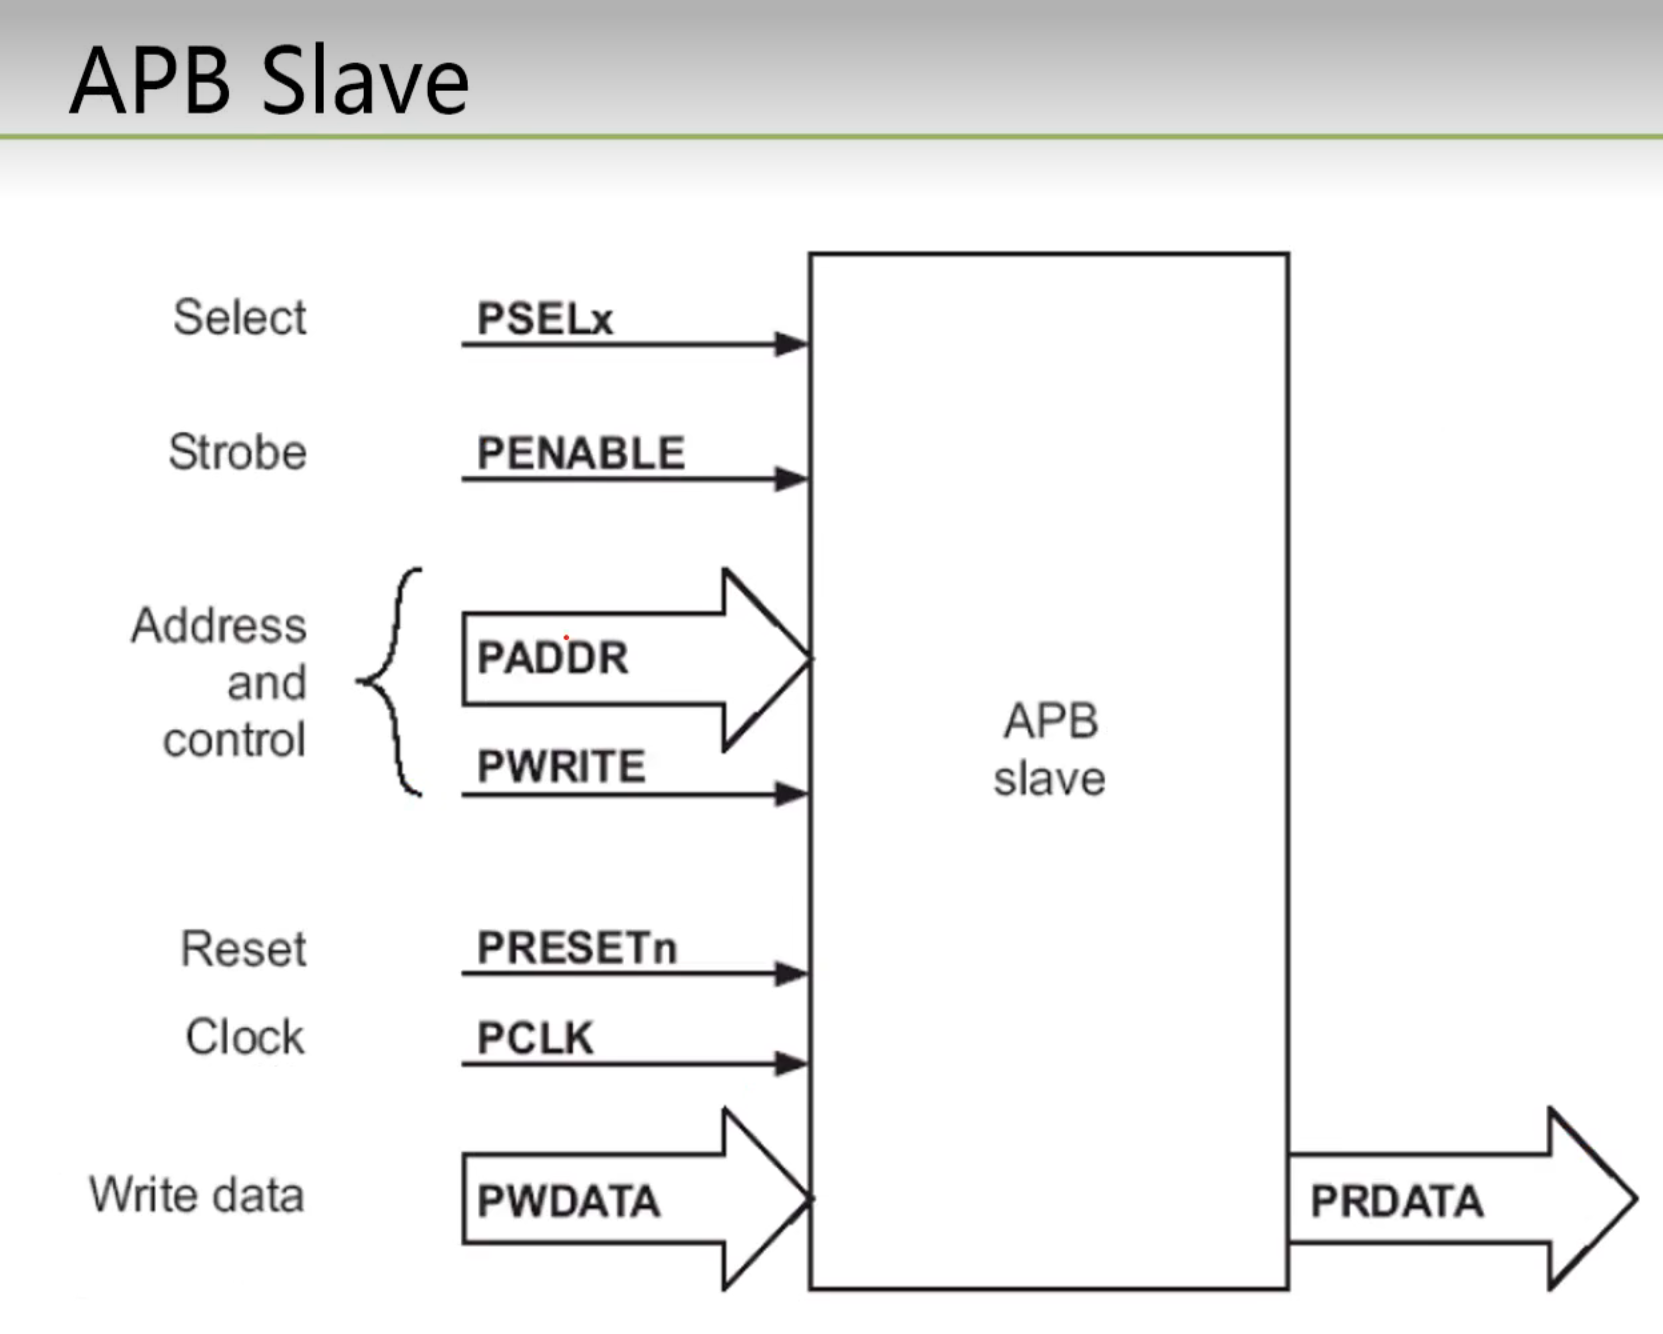 APB Slave
Select
PSELx
Strobe
PENABLE
Address
and
control
PADDR
PWRITE
APB
slave
Reset
PRESETn
Clock
PCLK
Write data
PWDATA
PRDATA